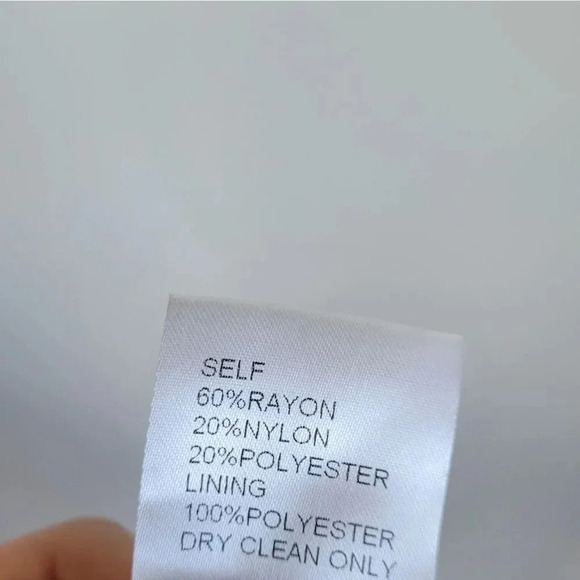 SELF
60%RAYON
20%NYLON
20%POLYESTER
LINING
100%POLYESTER
DRY CLEAN ONLY